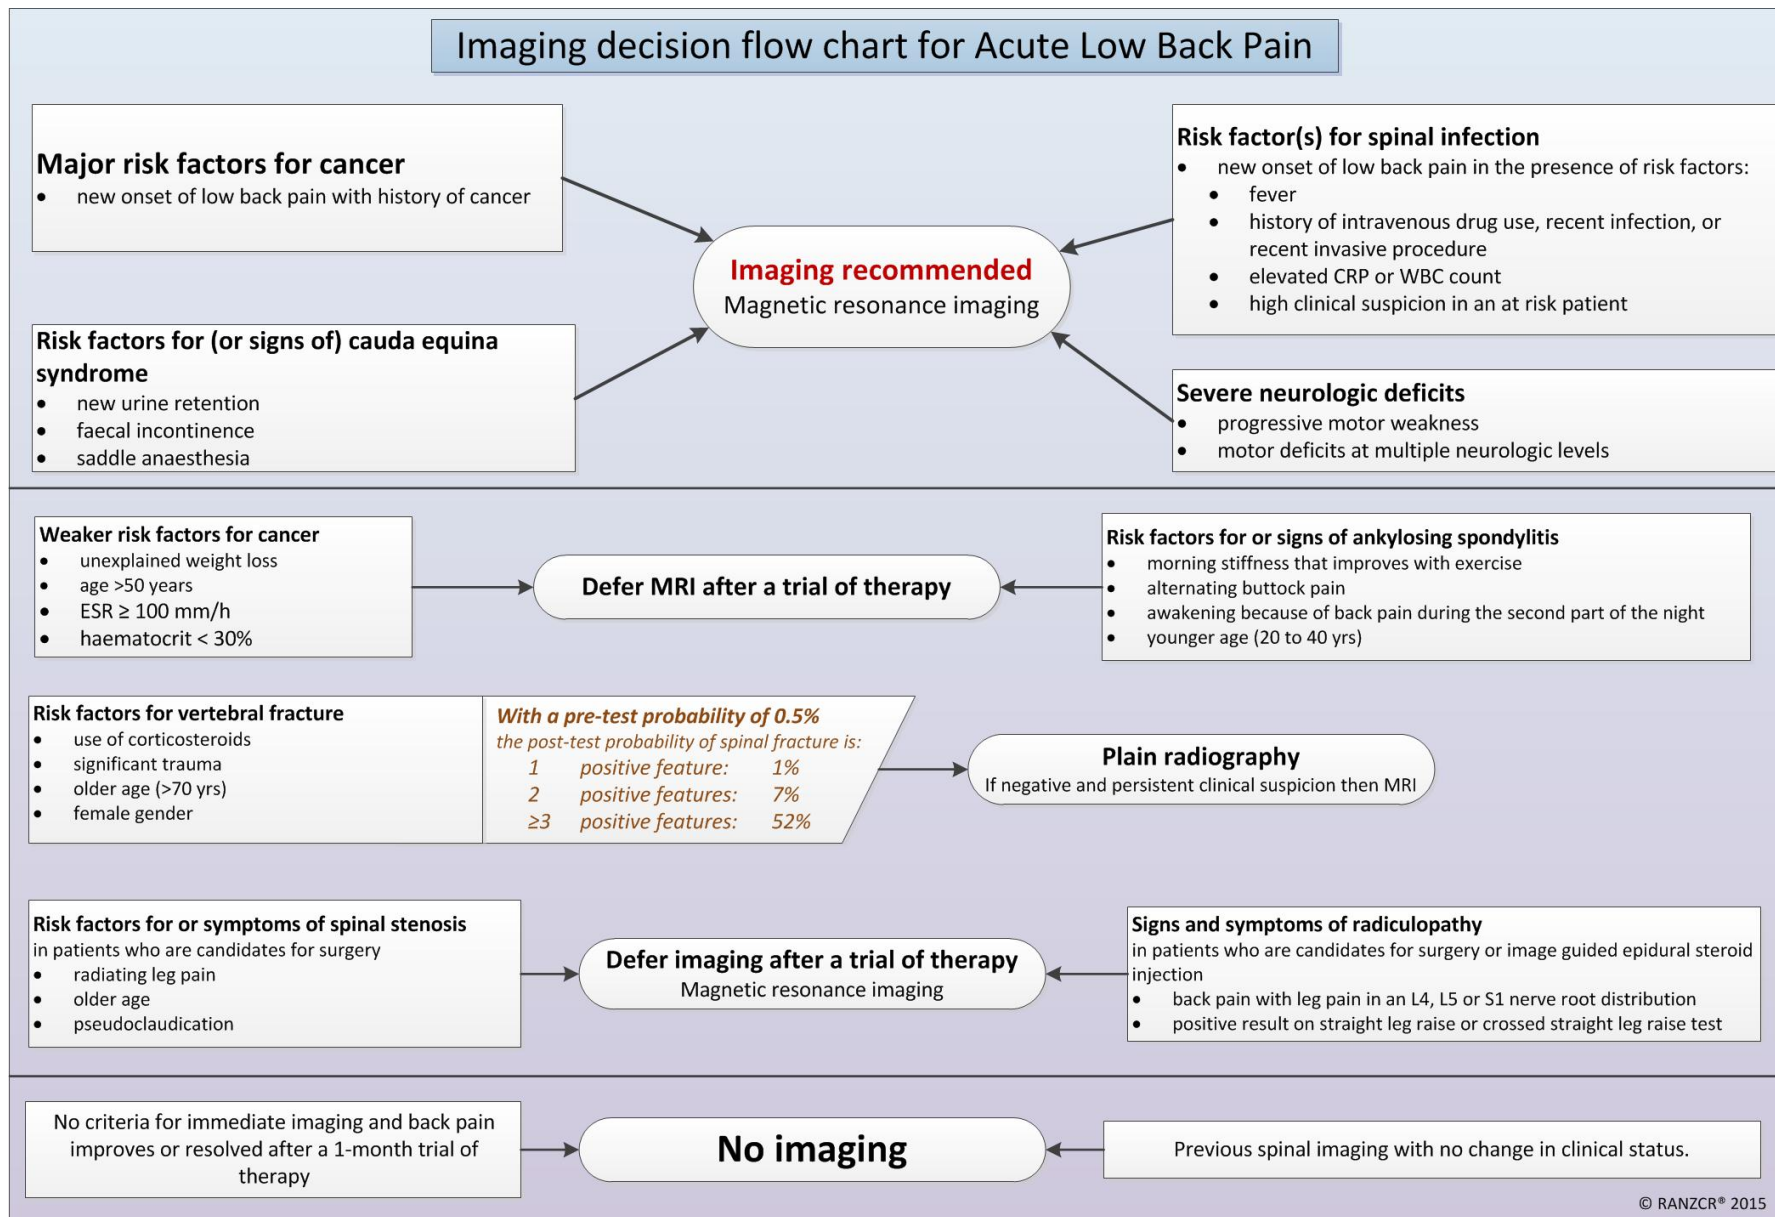 Imaging decision flow chart for Acute Low Back Pain
Major risk factors for cancer
• new onset of low back pain with history of cancer
Risk factors for (or signs of) cauda equina
syndrome
• new urine retention
• faecal incontinence
• saddle anaesthesia
Imaging recommended
Magnetic resonance imaging
Risk factor(s) for spinal infection
• new onset of low back pain in the presence of risk factors:
• fever
• history of intravenous drug use, recent infection, or
recent invasive procedure
• elevated CRP or WBC count
• high clinical suspicion in an at risk patient
Severe neurologic deficits
• progressive motor weakness
• motor deficits at multiple neurologic levels
Weaker risk factors for cancer
• unexplained weight loss
• age >50 years
• ESR ≥ 100 mm/h
• haematocrit < 30%
Defer MRI after a trial of therapy
Risk factors for or signs of ankylosing spondylitis
• morning stiffness that improves with exercise
• alternating buttock pain
• awakening because of back pain during the second part of the night
• younger age (20 to 40 yrs)
Risk factors for vertebral fracture
• use of corticosteroids
• significant trauma
• older age (>70 yrs)
• female gender
With a pre-test probability of 0.5%
the post-test probability of spinal fracture is:
1 positive feature: 1%
2 positive features: 7%
≥3 positive features: 52%
Plain radiography
If negative and persistent clinical suspicion then MRI
Risk factors for or symptoms of spinal stenosis
in patients who are candidates for surgery
• radiating leg pain
• older age
• pseudoclaudication
Defer imaging after a trial of therapy
Magnetic resonance imaging
Signs and symptoms of radiculopathy
in patients who are candidates for surgery or image guided epidural steroid
injection
• back pain with leg pain in an L4, L5 or S1 nerve root distribution
• positive result on straight leg raise or crossed straight leg raise test
No criteria for immediate imaging and back pain
improves or resolved after a 1-month trial of
therapy
No imaging
Previous spinal imaging with no change in clinical status.
© RANZCR® 2015